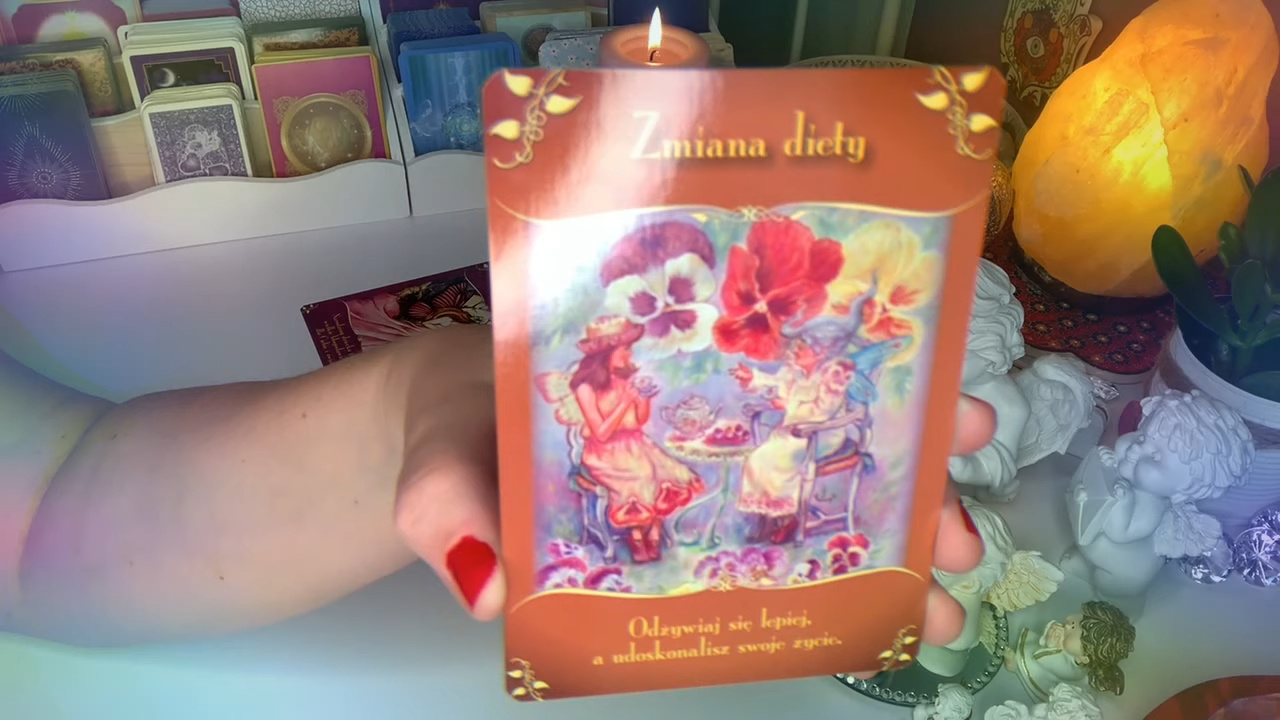 Zmiana diety
Odżywiaj się lepiej,
a udoskonalisz swoje życie.